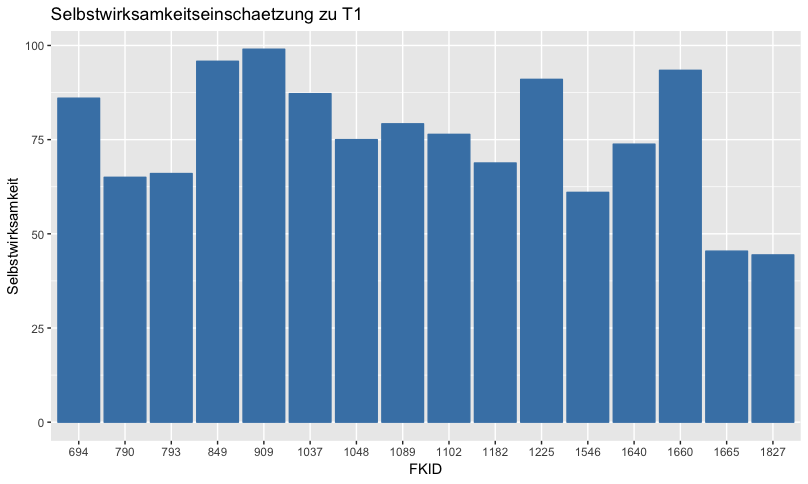 Selbstwirksamkeitseinschaetzung zu T1
100
75
50
25
0
Selbstwirksamkeit
694 790 793 849 909 1037 1048 1089 1102 1182 1225 1546 1640 1660 1665 1827
FKID